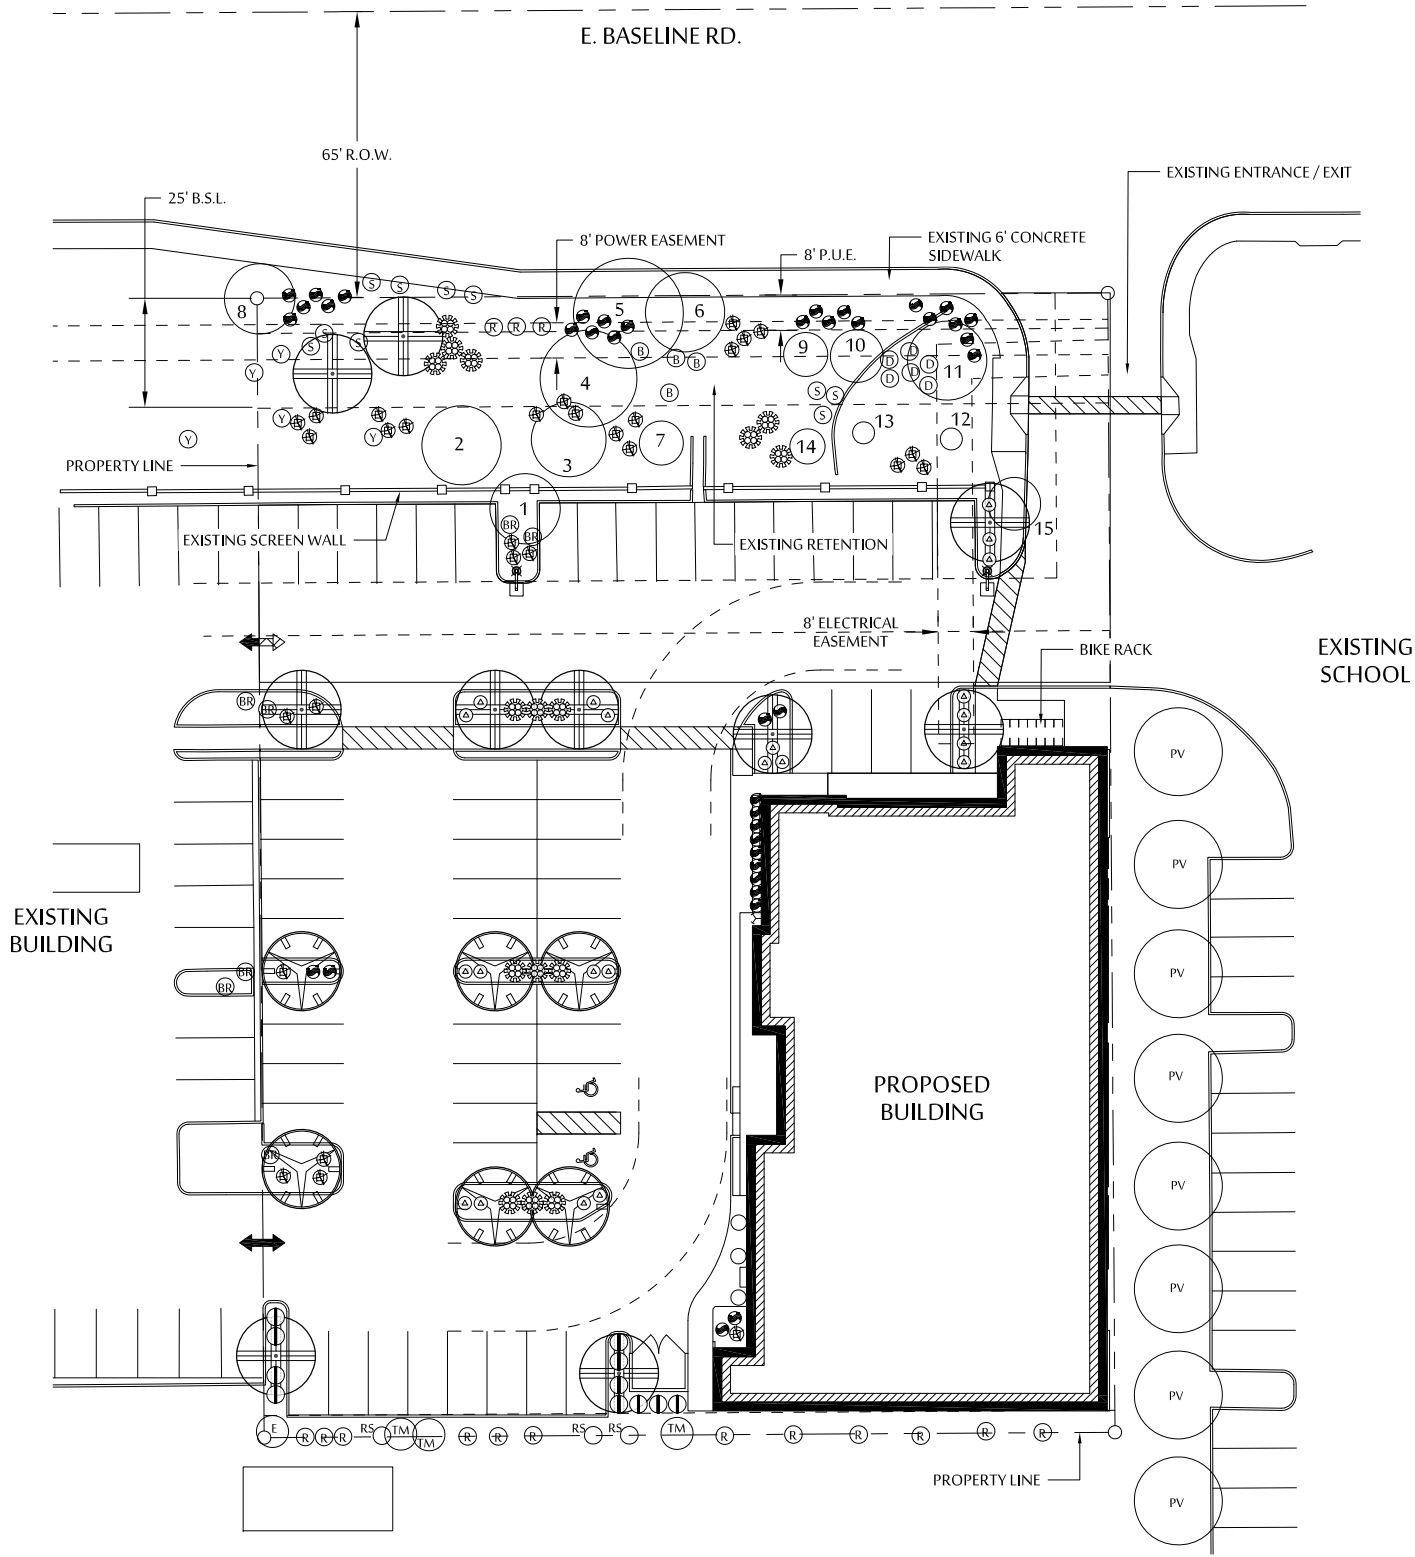 E. BASELINE RD.
65' R.O.W.
EXISTING ENTRANCE / EXIT
25' B.S.L.
8' POWER EASEMENT
8' P.U.E.
EXISTING 6' CONCRETE
SIDEWALK
8
S
S
S
S
5
6
R
R
R
S
S
S
Y
Y
B
B
B
B
9
10
D
D
D
D
D
11
4
S
S
S
Y
Y
Y
2
3
7
13
12
14
PROPERTY LINE
1
BR
BR
15
EXISTING SCREEN WALL
EXISTING RETENTION
8' ELECTRICAL
EASEMENT
BIKE RACK
EXISTING
SCHOOL
BR
BR
PV
PV
EXISTING
BUILDING
BR
BR
PV
PROPOSED
BUILDING
PV
BR
PV
PV
PV
E
R
R
R
RS
TM
TM
R
R
R
RS
RS
TM
R
R
R
R
R
R
PROPERTY LINE
PV